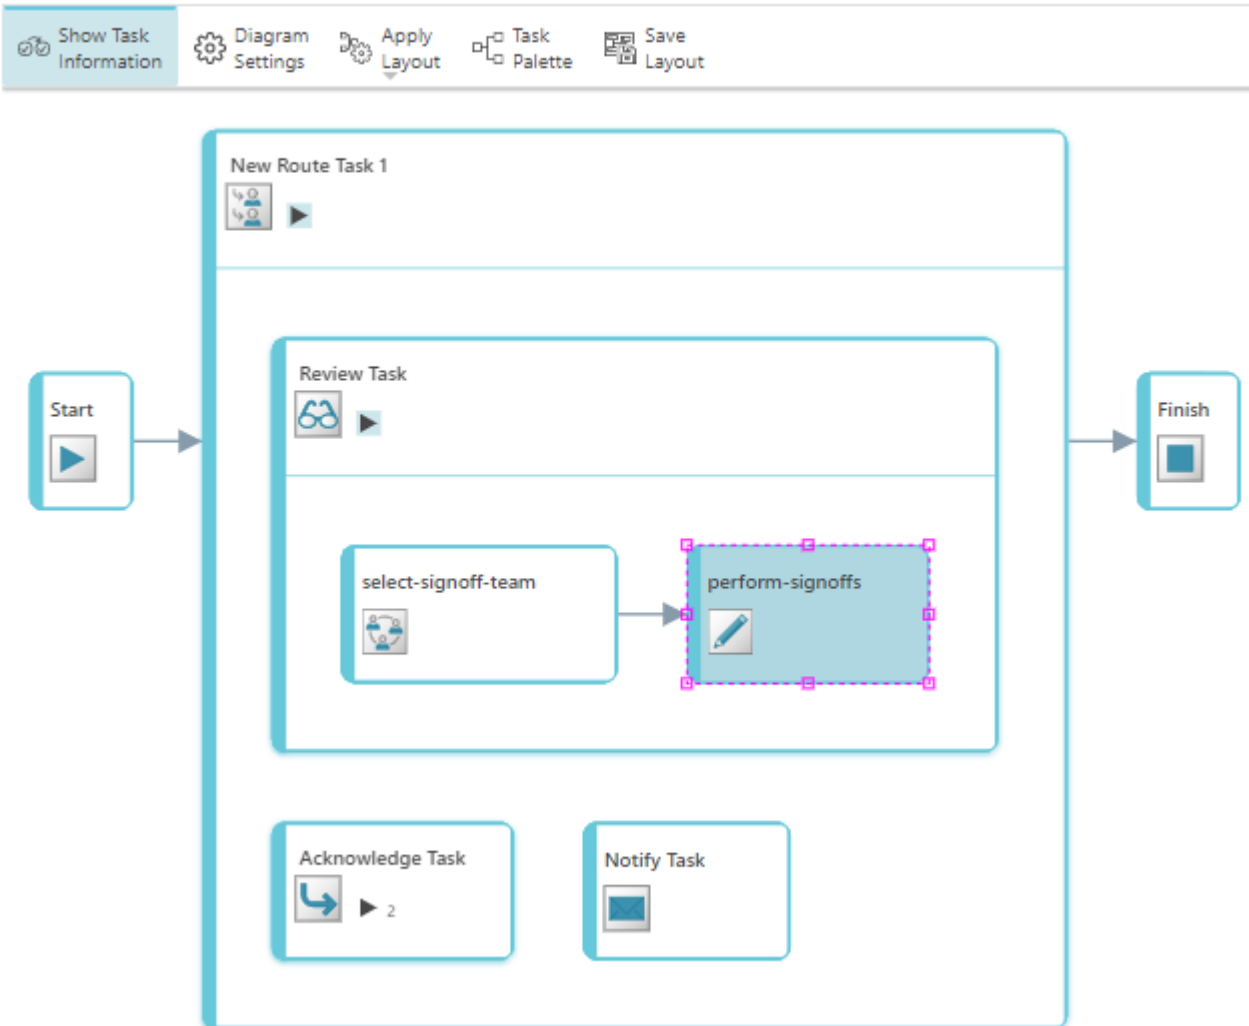 Show Task
Information
Diagram
Settings
Apply
Layout
Task
Palette
Save
Layout
New Route Task 1
Review Task
Start
Finish
select-signoff-team
perform-signoffs
Acknowledge Task
2
Notify Task